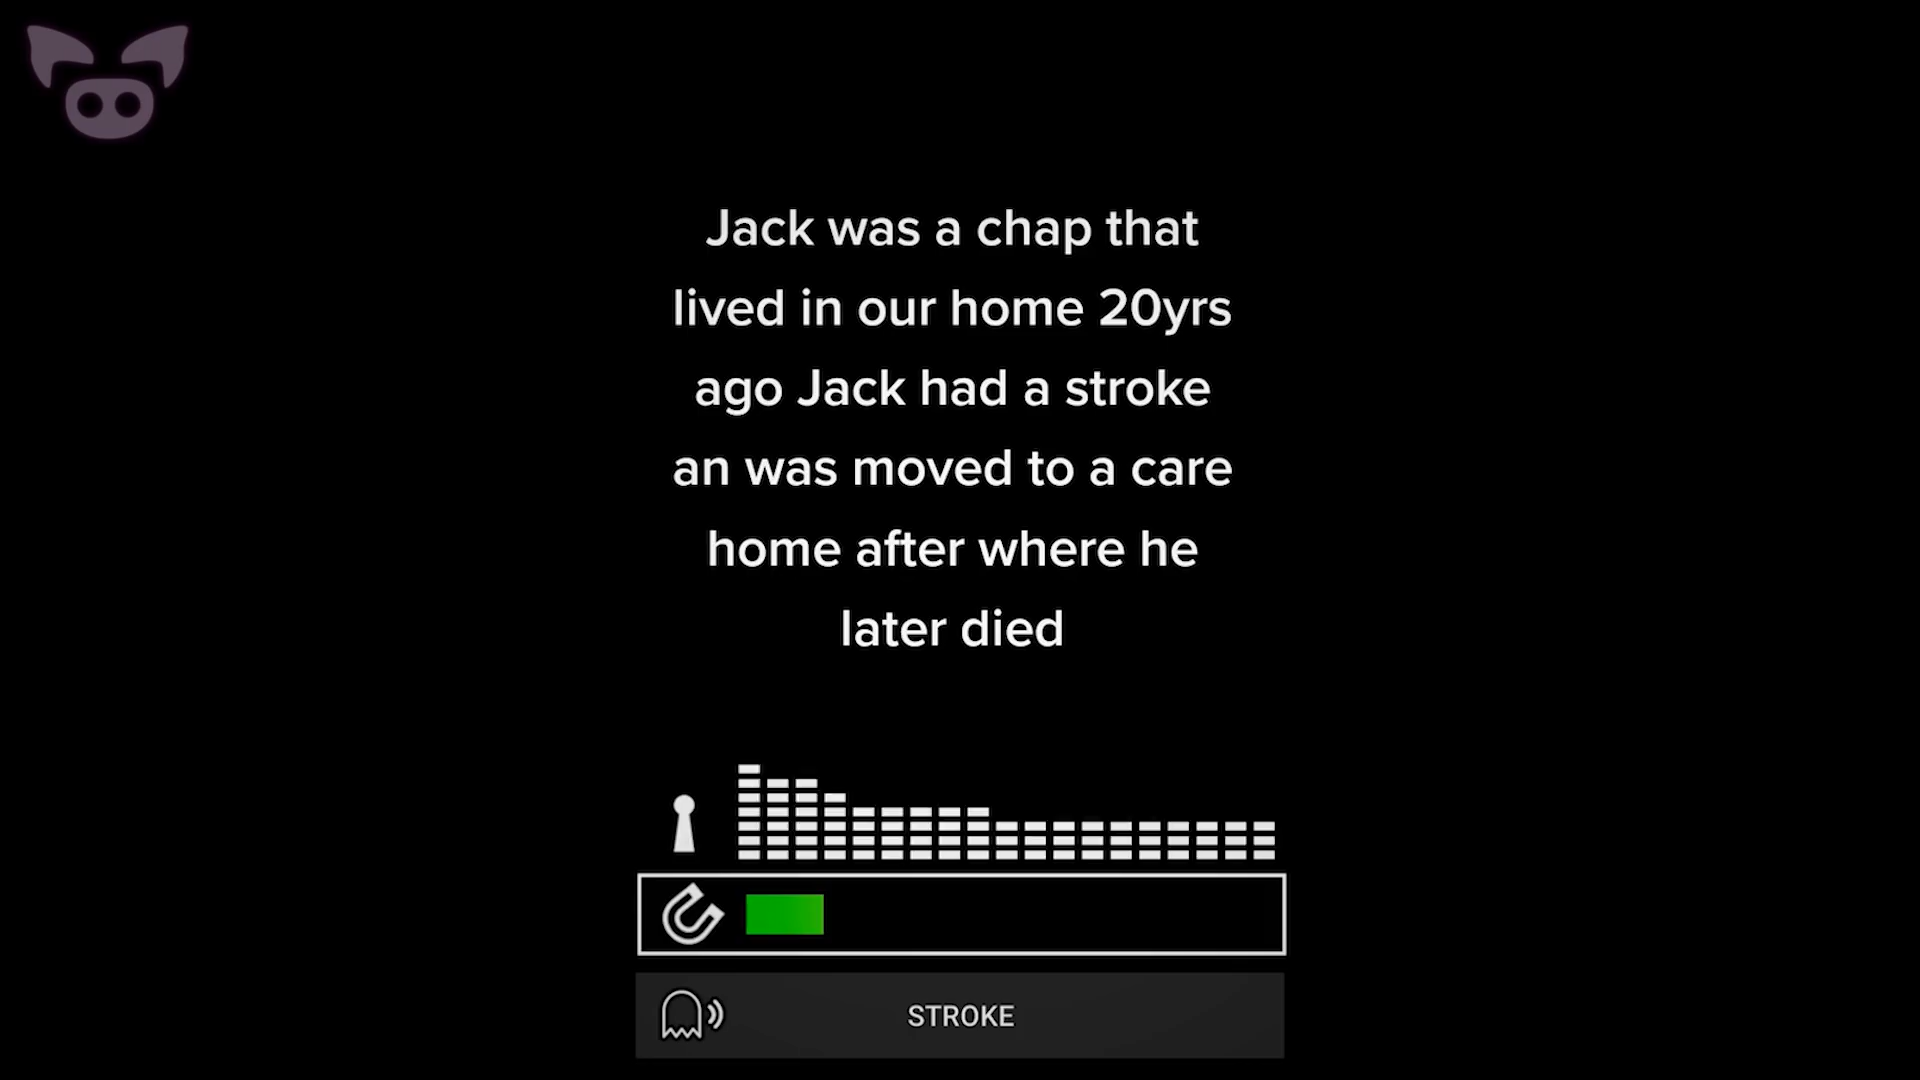 Jack was a chap that
lived in our home 20yrs
ago Jack had a stroke
an was moved to a care
home after where he
later died
STROKE